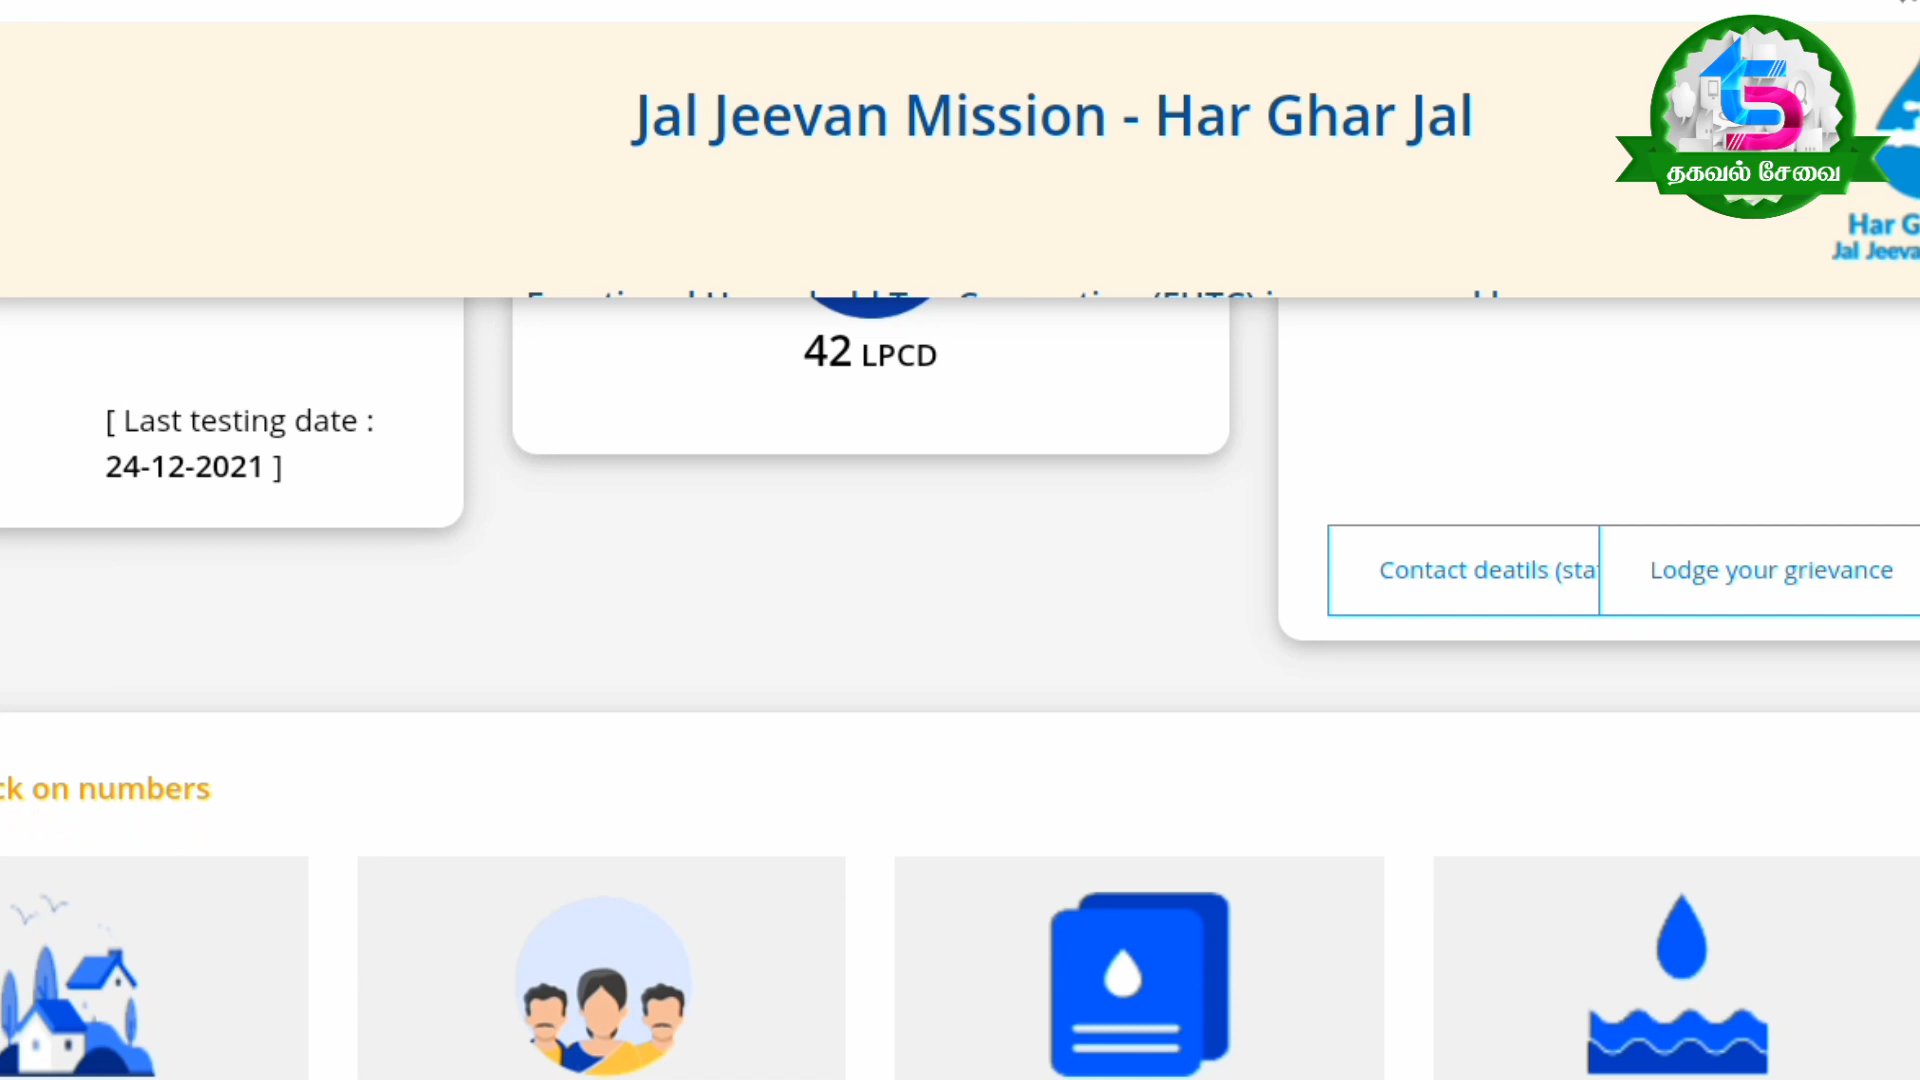 Jal Jeevan Mission - Har Ghar Jal
தகவல் சேவை
Har G
Jal Jeeva
42 LPCD
[ Last testing date :
24-12-2021 ]
Contact deatils (sta
Lodge your grievance
ck on numbers